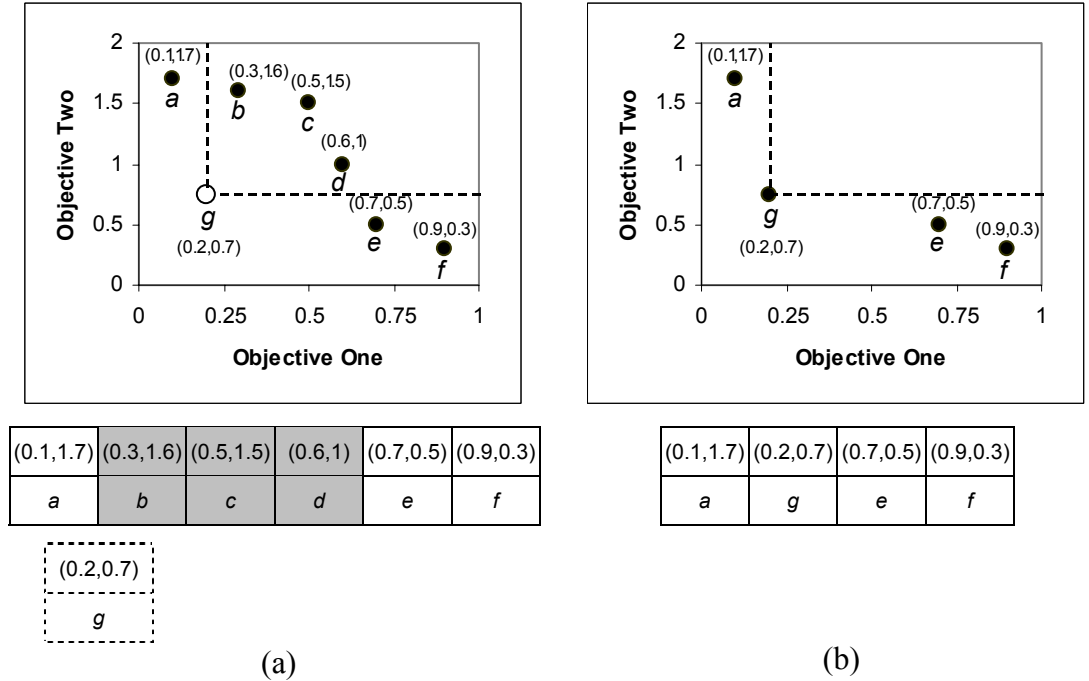 2
1.5
1
0.5
0
0 0.25 0.5 0.75 1
Objective Two
Objective One
(0.1,1.7)
a
(0.3,1.6)
b
(0.5,1.5)
c
(0.6,1)
d
g
(0.2,0.7)
(0.7,0.5)
e
(0.9,0.3)
f
(0.1,1.7) (0.3,1.6) (0.5,1.5) (0.6,1) (0.7,0.5) (0.9,0.3)
a b c d e f
(0.2,0.7)
g
(a)
2
1.5
1
0.5
0
0 0.25 0.5 0.75 1
Objective Two
Objective One
(0.1,1.7)
a
g
(0.2,0.7)
(0.7,0.5)
e
(0.9,0.3)
f
(0.1,1.7) (0.2,0.7) (0.7,0.5) (0.9,0.3)
a g e f
(b)